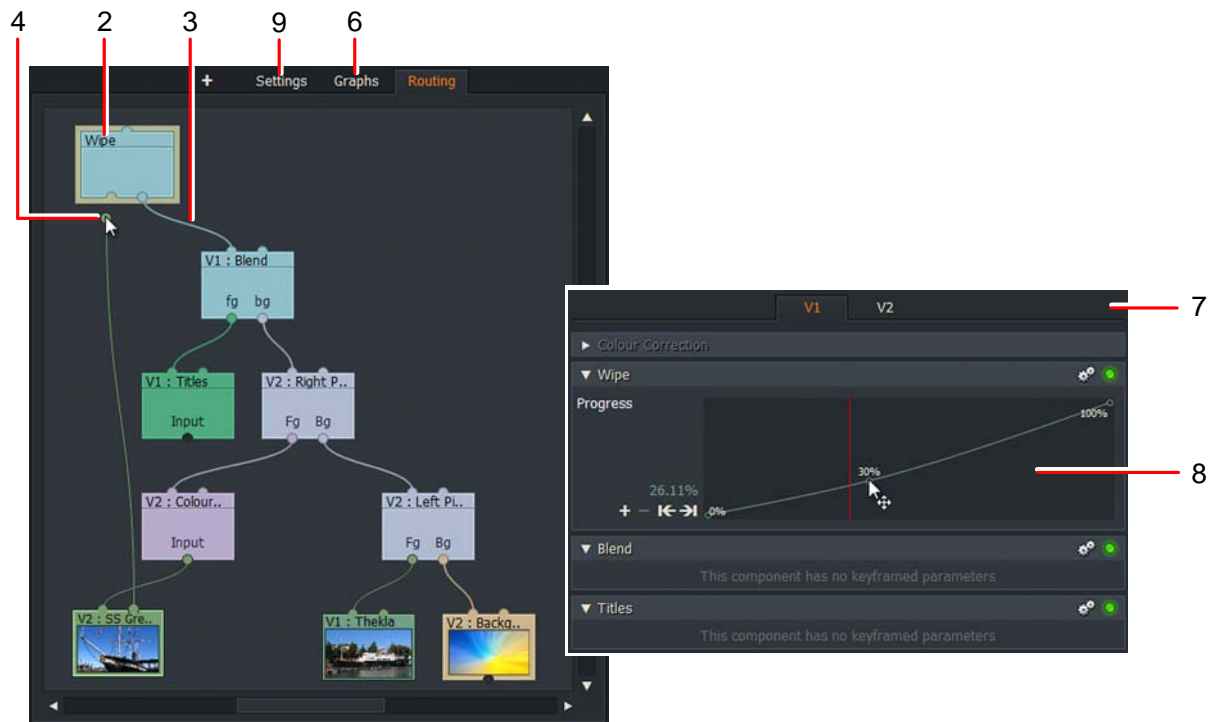 4 2 3 9 6
+ Settings Graphs Routing
Wipe
V1 : Blend
fg bg
V1 : Titles
Input
V2 : Right P..
Fg Bg
V2 : Colour..
Input
V2 : Left Pi..
Fg Bg
V2 : SS Gre..
V1 : Thekla
V2 : Backg..
V1 V2
7
Colour Correction
Wipe
Progress
100%
30%
8
26.11%
+ –
0%
Blend
This component has no keyframed parameters
Titles
This component has no keyframed parameters